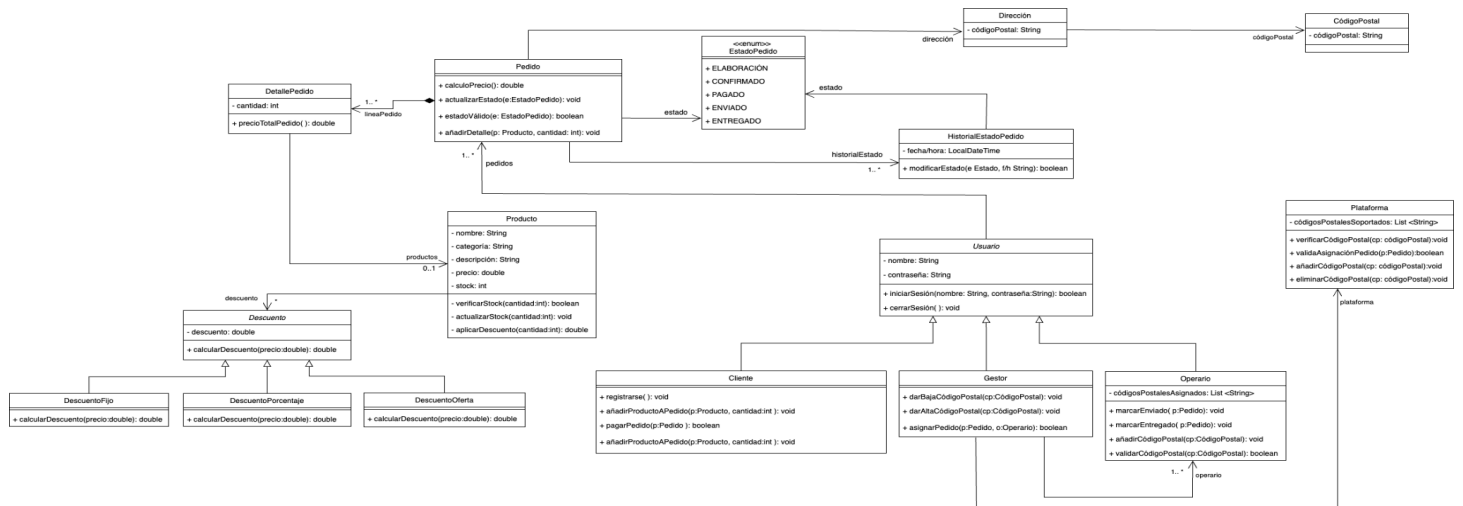 Dirección
- códigoPostal: String
dirección
CódigoPostal
- códigoPostal: String
códigoPostal
<<enum>>
EstadoPedido
+ ELABORACIÓN
+ CONFIRMADO
+ PAGADO
+ ENVIADO
+ ENTREGADO
Pedido
+ calculoPrecio(): double
+ actualizarEstado(e:EstadoPedido): void
+ estadoVálido(e: EstadoPedido): boolean
+ añadirDetalle(p: Producto, cantidad: int): void
DetallePedido
- cantidad: int
+ precioTotalPedido( ): double
1.. *
lineaPedido
estado
estado
HistorialEstadoPedido
- fecha/hora: LocalDateTime
+ modificarEstado(e Estado, f/h String): boolean
historialEstado
1.. *
1.. *
pedidos
Producto
- nombre: String
- categoría: String
- descripción: String
- precio: double
- stock: int
- verificarStock(cantidad:int): boolean
- actualizarStock(cantidad:int): void
- aplicarDescuento(cantidad:int): double
productos
0..1
descuento
*
Descuento
- descuento: double
+ calcularDescuento(precio:double): double
DescuentoFijo
+ calcularDescuento(precio:double): double
DescuentoPorcentaje
+ calcularDescuento(precio:double): double
DescuentoOferta
+ calcularDescuento(precio:double): double
Usuario
- nombre: String
- contraseña: String
+ iniciarSesión(nombre: String, contraseña:String): boolean
+ cerrarSesión( ): void
Plataforma
- códigosPostalesSoportados: List <String>
+ verificarCódigoPostal(cp: códigoPostal):void
+ validaAsignaciónPedido(p:Pedido):boolean
+ añadirCódigoPostal(cp: códigoPostal):void
+ eliminarCódigoPostal(cp: códigoPostal):void
plataforma
Cliente
+ registrarse( ): void
+ añadirProductoAPedido(p:Producto, cantidad:int ): void
+ pagarPedido(p:Pedido ): boolean
+ añadirProductoAPedido(p:Producto, cantidad:int ): void
Gestor
+ darBajaCódigoPostal(cp:CódigoPostal): void
+ darAltaCódigoPostal(cp:CódigoPostal): void
+ asignarPedido(p:Pedido, o:Operario): boolean
Operario
- códigosPostalesAsignados: List <String>
+ marcarEnviado( p:Pedido): void
+ marcarEntregado( p:Pedido): void
+ añadirCódigoPostal(cp:CódigoPostal): void
+ validarCódigoPostal(cp:CódigoPostal): boolean
1.. *
operario